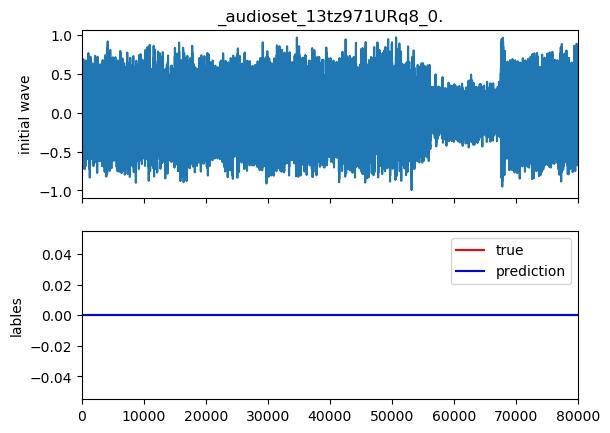 _audioset_13tz971URq8_0.
initial wave
1.0
0.5
0.0
−0.5
−1.0
lables
0.04
0.02
0.00
−0.02
−0.04
true
prediction
0 10000 20000 30000 40000 50000 60000 70000 80000